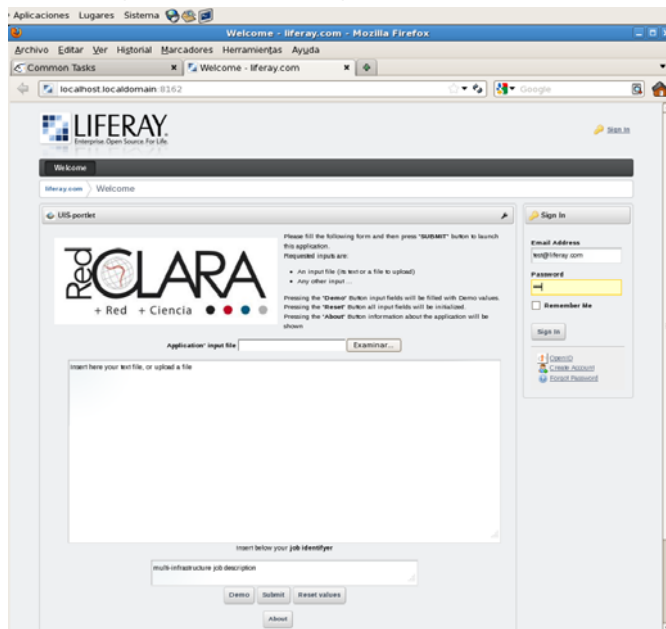 Aplicaciones Lugares Sistema
Welcome - liferay.com - Mozilla Firefox
Archivo Editar Ver Historial Marcadores Herramientas Ayuda
Common Tasks
Welcome - liferay.com
localhost.localdomain:8162
Google
LIFERAY.
Enterprise. Open Source. For Life.
Sign In
Welcome
liferay.com
Welcome
UIS-portlet
Please fill the following form and then press "SUBMIT" button to launch
this application.
Requested inputs are:
An input file (its text or a file to upload)
Any other input ...
Pressing the 'Demo' Button input fields will be filled with Demo values.
Pressing the 'Reset' Button all input fields will be initialized.
Pressing the 'About' Button information about the application will be
shown
Red CLARA
+ Red + Ciencia
Application' input file
Examinar...
Insert here your text file, or upload a file
Insert below your job identifyer
multi-infrastructure job description
Demo Submit Reset values
About
Sign In
Email Address
test@liferay.com
Password
Remember Me
Sign In
OpenID
Create Account
Forgot Password